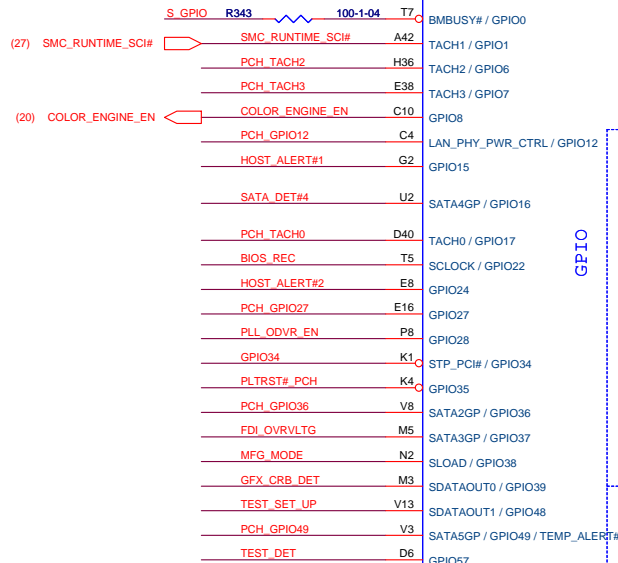 S_GPIO R343 100-1-04 T7 BMBUSY# / GPIO0
(27) SMC_RUNTIME_SCI# SMC_RUNTIME_SCI# A42 TACH1 / GPIO1
PCH_TACH2 H36 TACH2 / GPIO6
PCH_TACH3 E38 TACH3 / GPIO7
(20) COLOR_ENGINE_EN COLOR_ENGINE_EN C10 GPIO8
PCH_GPIO12 C4 LAN_PHY_PWR_CTRL / GPIO12
HOST_ALERT#1 G2 GPIO15
SATA_DET#4 U2 SATA4GP / GPIO16
PCH_TACH0 D40 TACH0 / GPIO17
BIOS_REC T5 SCLOCK / GPIO22
HOST_ALERT#2 E8 GPIO24
PCH_GPIO27 E16 GPIO27
PLL_ODVR_EN P8 GPIO28
GPIO34 K1 STP_PCI# / GPIO34
PLTRST#_PCH K4 GPIO35
PCH_GPIO36 V8 SATA2GP / GPIO36
FDI_OVRVLTG M5 SATA3GP / GPIO37
MFG_MODE N2 SLOAD / GPIO38
GFX_CRB_DET M3 SDATAOUT0 / GPIO39
TEST_SET_UP V13 SDATAOUT1 / GPIO48
PCH_GPIO49 V3 SATA5GP / GPIO49 / TEMP_ALERT#
TEST_DET D6 GPIO57
GPIO